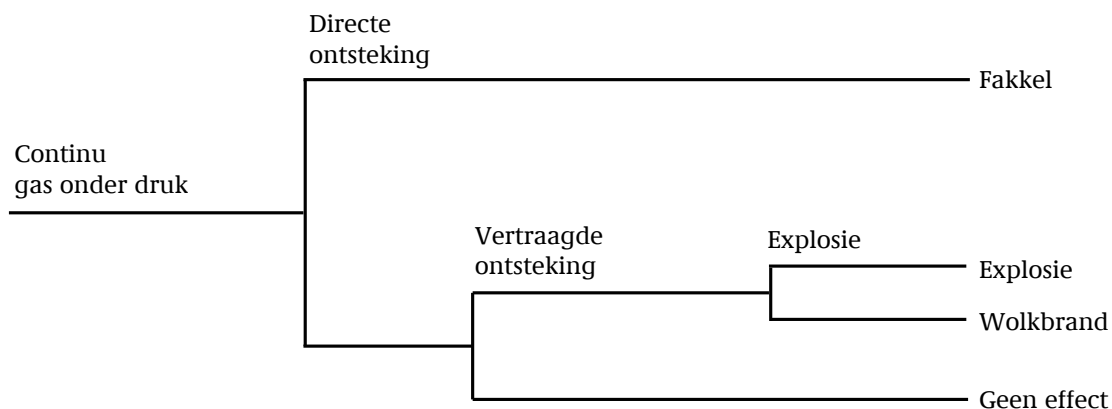 Directe
ontsteking
Fakkel
Continu
gas onder druk
Vertraagde
ontsteking
Explosie
Explosie
Wolkbrand
Geen effect